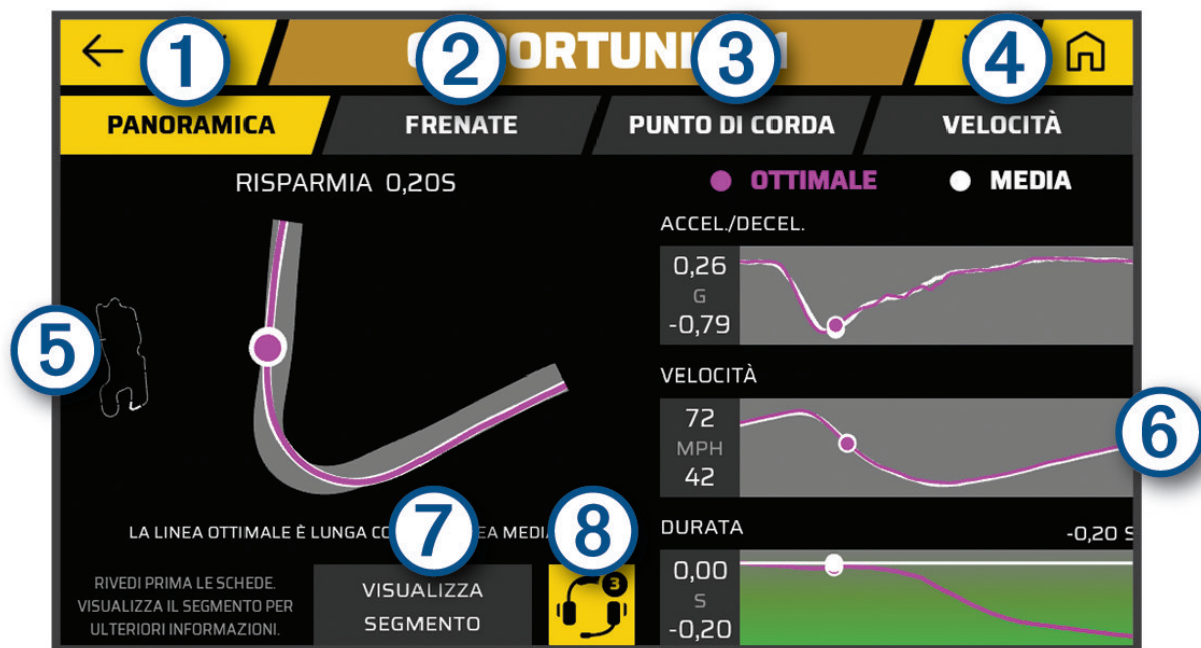 1
2
3
4
PANORAMICA
FRENATE
PUNTO DI CORDA
VELOCITÀ
RISPARMIA 0,20S
OTTIMALE
MEDIA
ACCEL./DECEL.
0,26
G
-0,79
5
VELOCITÀ
72
MPH
42
6
LA LINEA OTTIMALE È LUNGA
7
8
DURATA
-0,20 S
0,00
S
-0,20
RIVEDI PRIMA LE SCHEDE.
VISUALIZZA IL SEGMENTO PER
ULTERIORI INFORMAZIONI.
VISUALIZZA
SEGMENTO
3